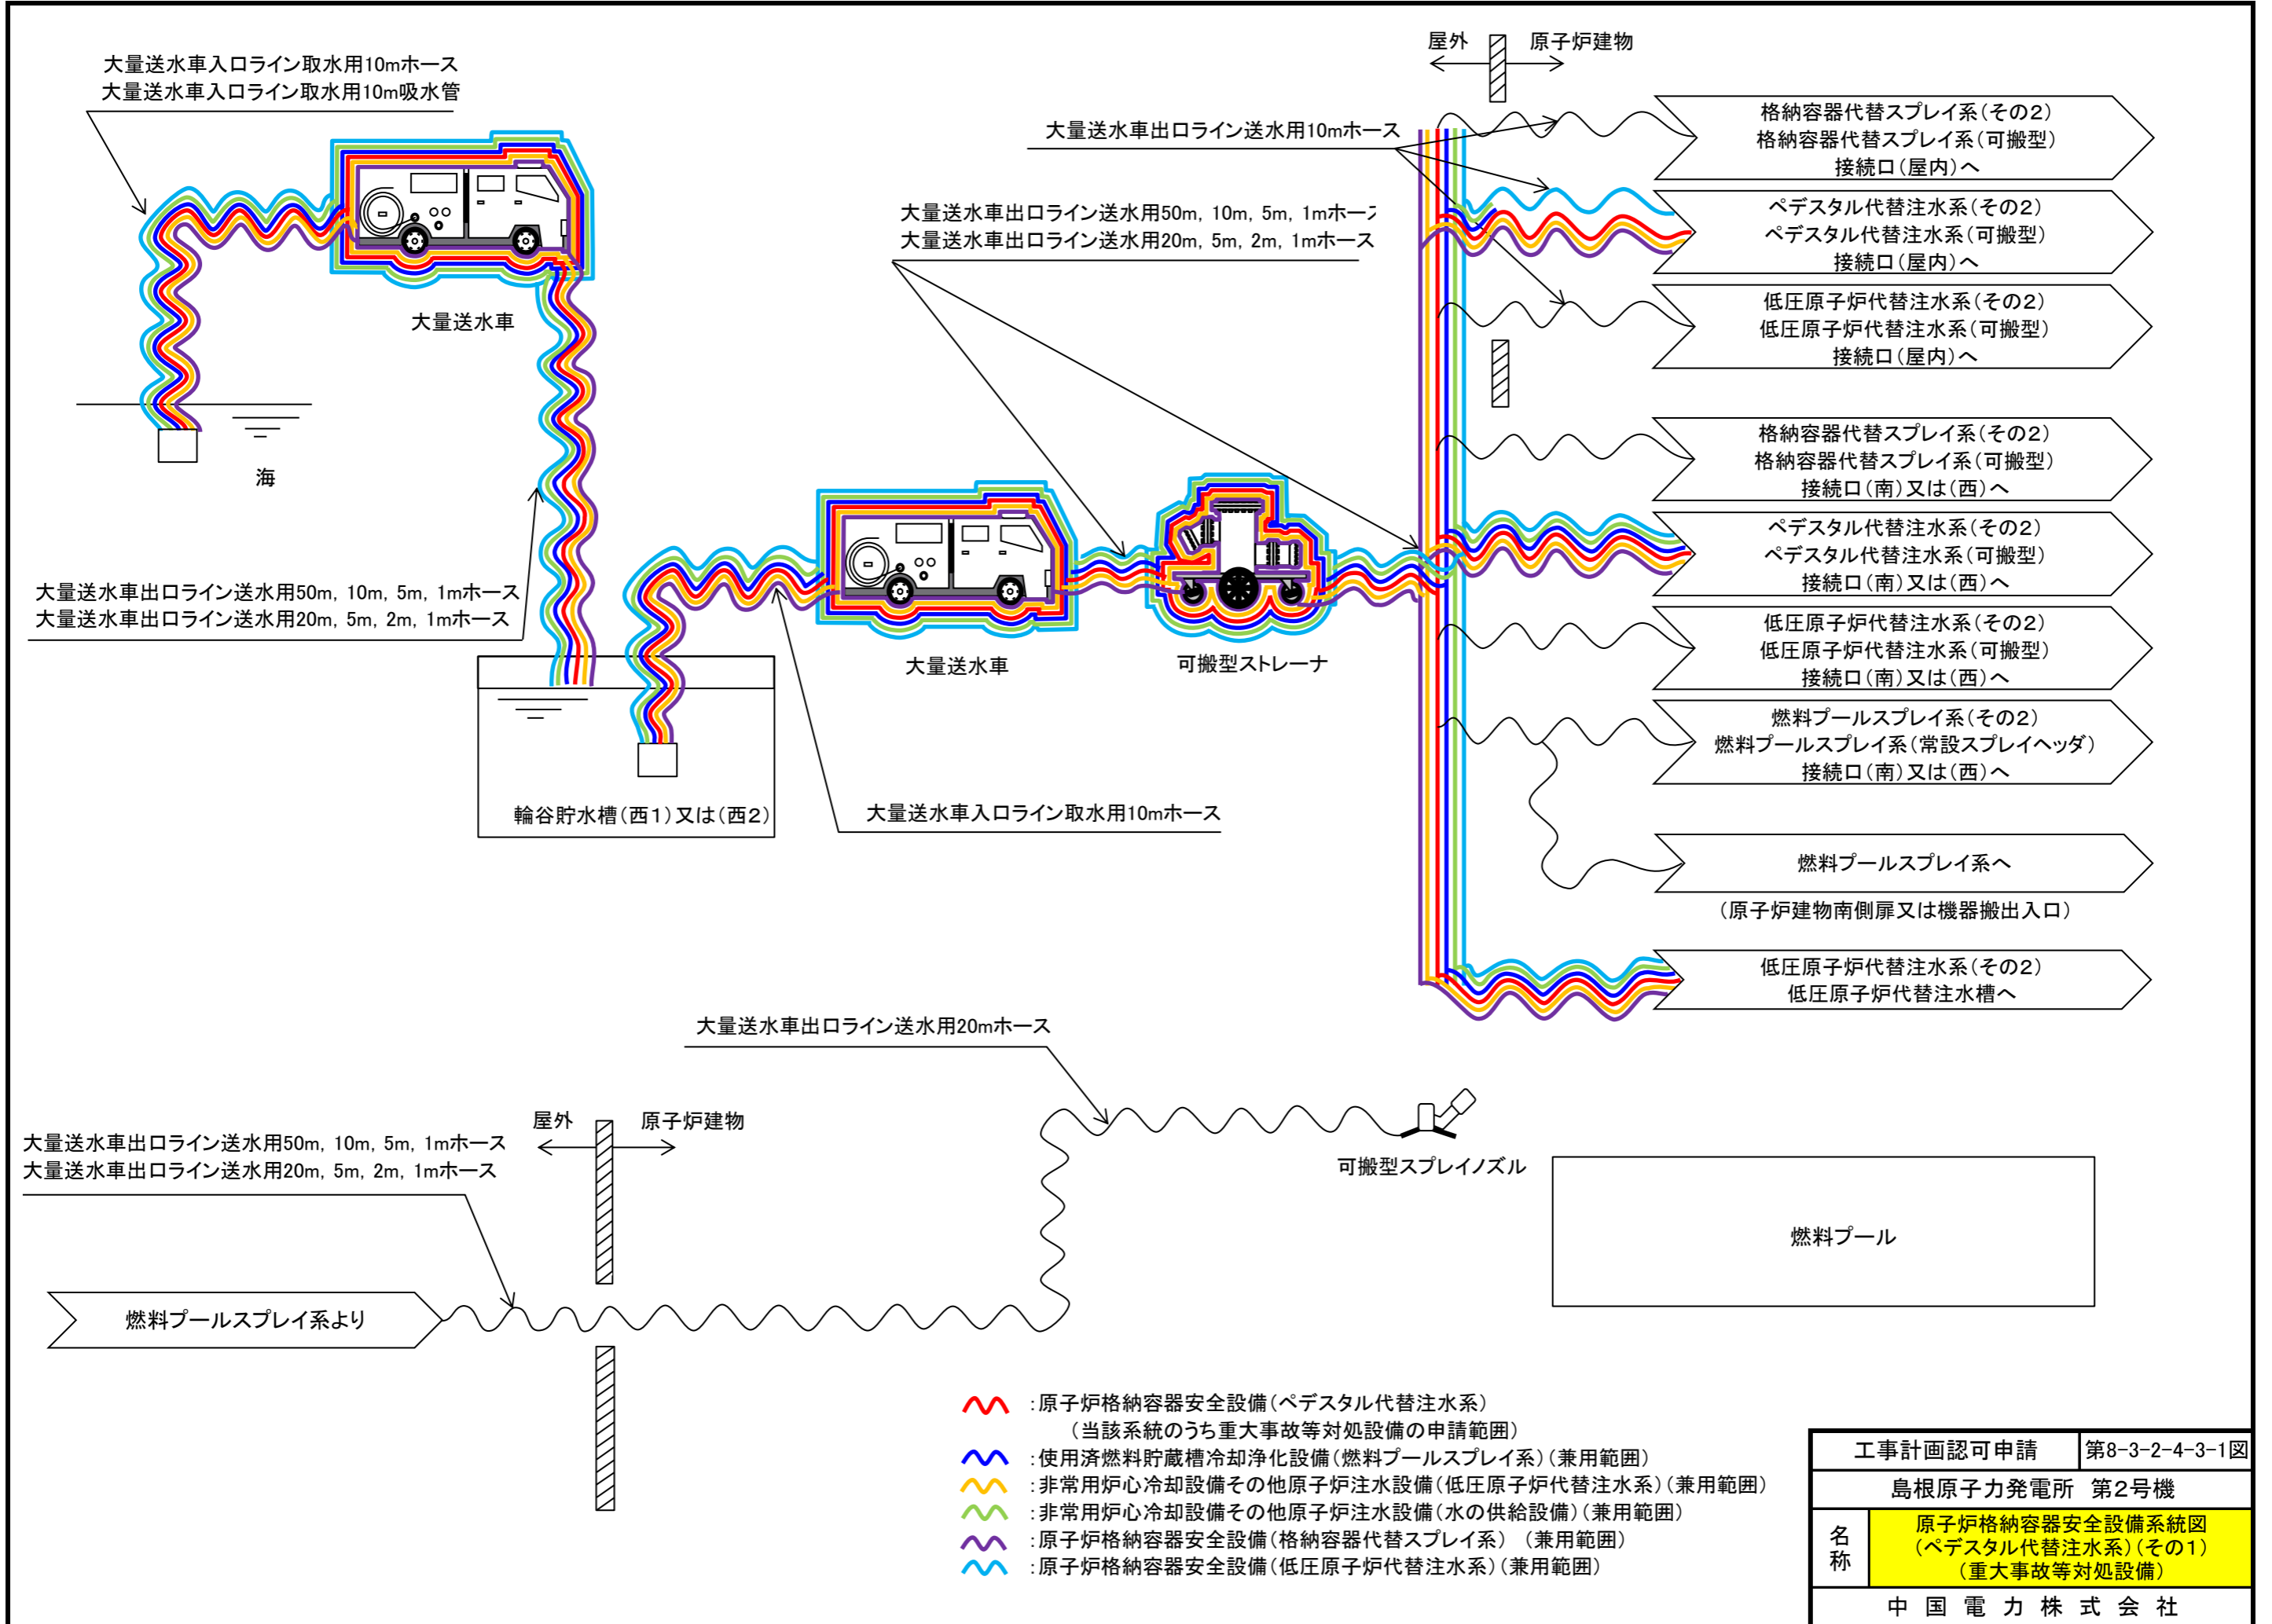 大量送水車入口ライン取水用10mホース
大量送水車入口ライン取水用10m吸水管
大量送水車
海
大量送水車出口ライン送水用50m, 10m, 5m, 1mホース
大量送水車出口ライン送水用20m, 5m, 2m, 1mホース
輪谷貯水槽(西1)又は(西2)
大量送水車出口ライン送水用10mホース
大量送水車出口ライン送水用50m, 10m, 5m, 1mホース
大量送水車出口ライン送水用20m, 5m, 2m, 1mホース
大量送水車
可搬型ストレーナ
大量送水車入口ライン取水用10mホース
屋外 原子炉建物
格納容器代替スプレイ系(その2)
格納容器代替スプレイ系(可搬型)
接続口(屋内)へ
ペデスタル代替注水系(その2)
ペデスタル代替注水系(可搬型)
接続口(屋内)へ
低圧原子炉代替注水系(その2)
低圧原子炉代替注水系(可搬型)
接続口(屋内)へ
格納容器代替スプレイ系(その2)
格納容器代替スプレイ系(可搬型)
接続口(南)又は(西)へ
ペデスタル代替注水系(その2)
ペデスタル代替注水系(可搬型)
接続口(南)又は(西)へ
低圧原子炉代替注水系(その2)
低圧原子炉代替注水系(可搬型)
接続口(南)又は(西)へ
燃料プールスプレイ系(その2)
燃料プールスプレイ系(常設スプレイヘッダ)
接続口(南)又は(西)へ
燃料プールスプレイ系へ
(原子炉建物南側扉又は機器搬出入口)
低圧原子炉代替注水系(その2)
低圧原子炉代替注水槽へ
大量送水車出口ライン送水用20mホース
屋外 原子炉建物
大量送水車出口ライン送水用50m, 10m, 5m, 1mホース
大量送水車出口ライン送水用20m, 5m, 2m, 1mホース
燃料プールスプレイ系より
可搬型スプレイノズル
燃料プール
:原子炉格納容器安全設備(ペデスタル代替注水系)
(当該系統のうち重大事故等対処設備の申請範囲)
:使用済燃料貯蔵槽冷却浄化設備(燃料プールスプレイ系)(兼用範囲)
:非常用炉心冷却設備その他原子炉注水設備(低圧原子炉代替注水系)(兼用範囲)
:非常用炉心冷却設備その他原子炉注水設備(水の供給設備)(兼用範囲)
:原子炉格納容器安全設備(格納容器代替スプレイ系) (兼用範囲)
:原子炉格納容器安全設備(低圧原子炉代替注水系)(兼用範囲)
工事計画認可申請 第8-3-2-4-3-1図
島根原子力発電所 第2号機
名称
原子炉格納容器安全設備系統図
(ペデスタル代替注水系)(その1)
(重大事故等対処設備)
中国電力株式会社